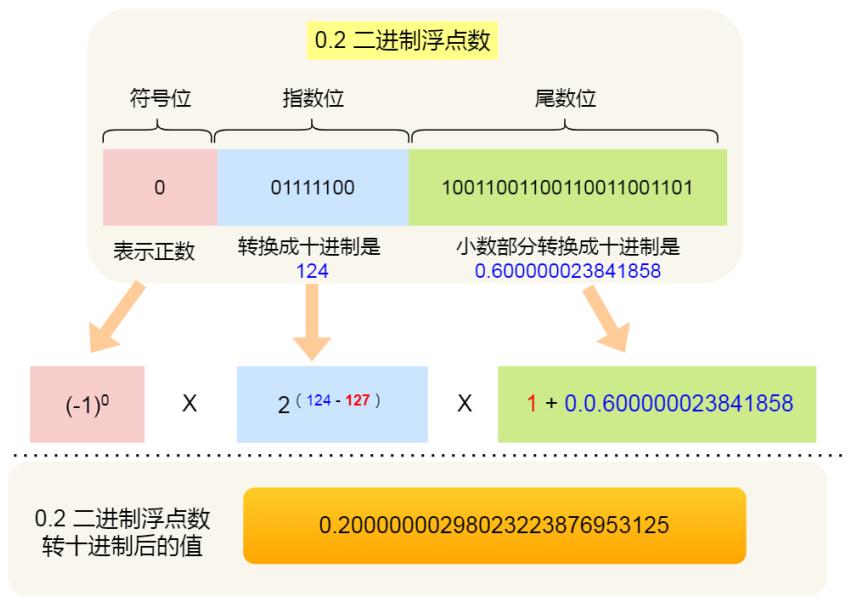 0.2 二进制浮点数
符号位 指数位 尾数位
0 01111100 10011001100110011001101
表示正数 转换成十进制是 小数部分转换成十进制是
124 0.600000023841858
(-1)⁰ X 2（124 - 127） X 1 + 0.0.600000023841858
0.2 二进制浮点数
转十进制后的值
0.20000000298023223876953125